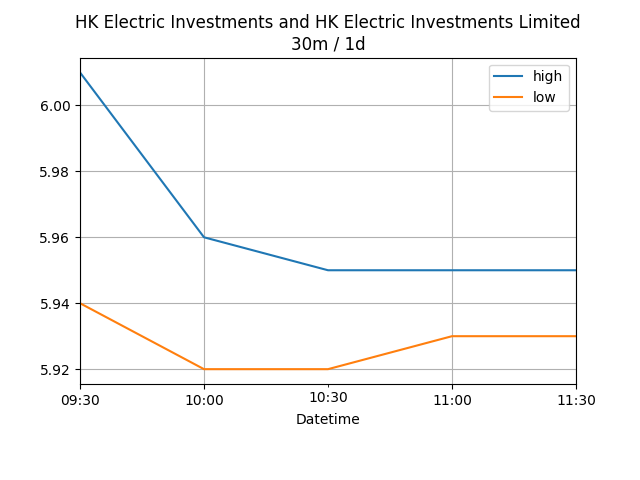 HK Electric Investments and HK Electric Investments Limited
30m / 1d
high
low
6.00
5.98
5.96
5.94
5.92
09:30
10:00
10:30
11:00
11:30
Datetime